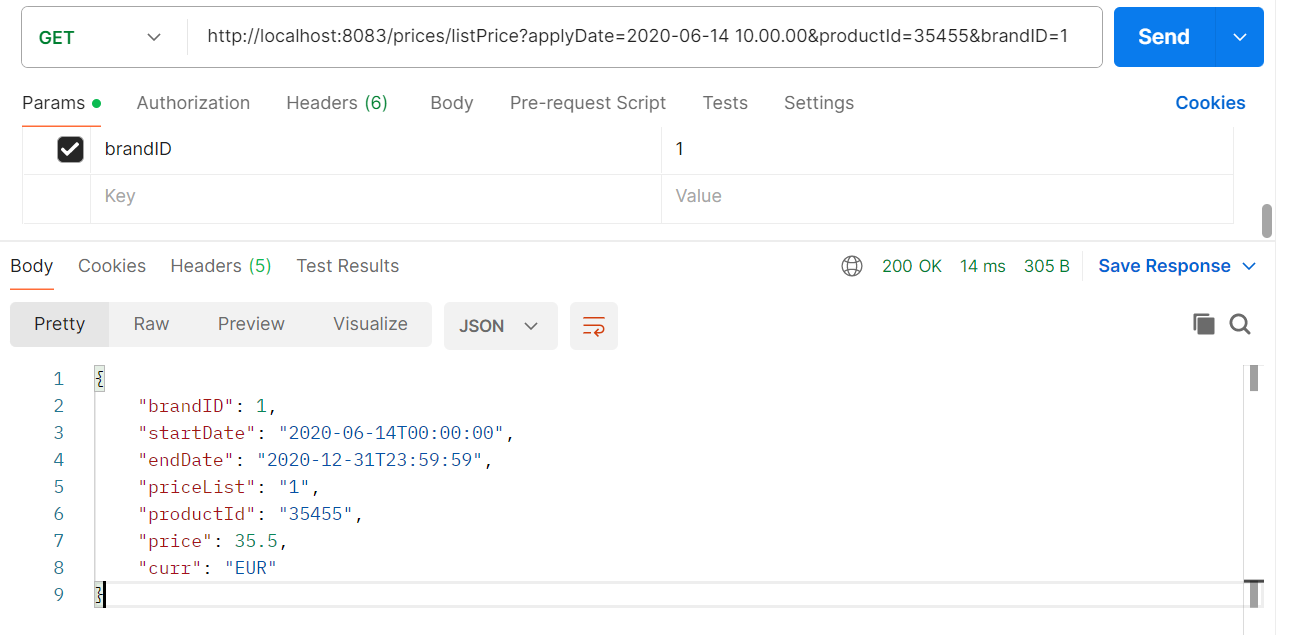 GET http://localhost:8083/prices/listPrice?applyDate=2020-06-14 10.00.00&productId=35455&brandID=1 Send
Params Authorization Headers (6) Body Pre-request Script Tests Settings Cookies
brandID 1
Key Value
Body Cookies Headers (5) Test Results 200 OK 14 ms 305 B Save Response
Pretty Raw Preview Visualize JSON
1 {
2 "brandID": 1,
3 "startDate": "2020-06-14T00:00:00",
4 "endDate": "2020-12-31T23:59:59",
5 "priceList": "1",
6 "productId": "35455",
7 "price": 35.5,
8 "curr": "EUR"
9 }